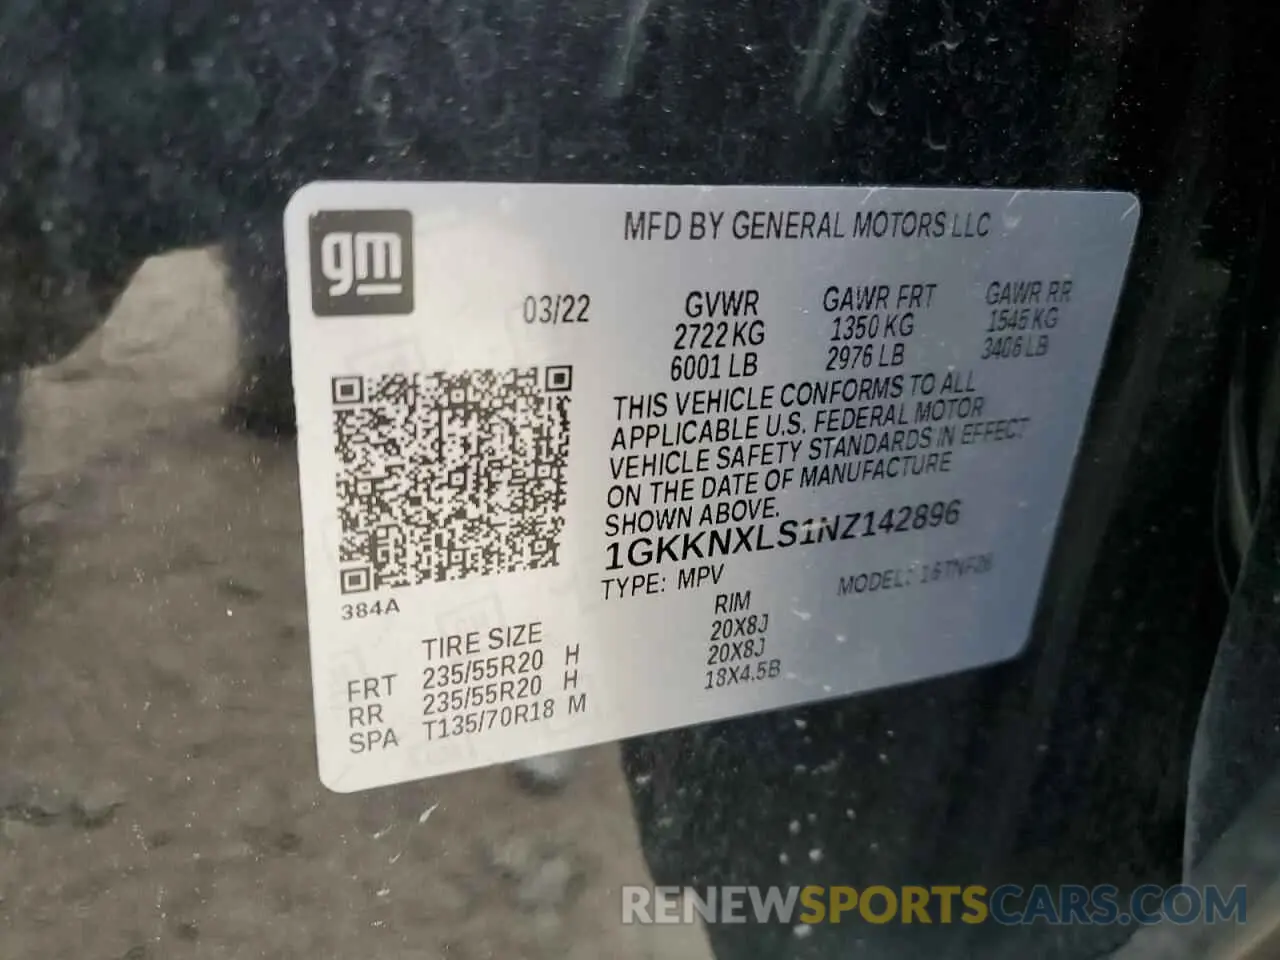 gm
MFD BY GENERAL MOTORS LLC
03/22
GVWR GAWR FRT GAWR RR
2722 KG 1350 KG 1545 KG
6001 LB 2976 LB 3406 LB
THIS VEHICLE CONFORMS TO ALL
APPLICABLE U.S. FEDERAL MOTOR
VEHICLE SAFETY STANDARDS IN EFFECT
ON THE DATE OF MANUFACTURE
SHOWN ABOVE.
1GKKNXLS1NZ142896
TYPE: MPV MODEL:
384A
TIRE SIZE RIM
FRT 235/55R20 H 20X8J
RR 235/55R20 H 20X8J
SPA T135/70R18 M 18X4.5B
RENEWSPORTSCARS.COM